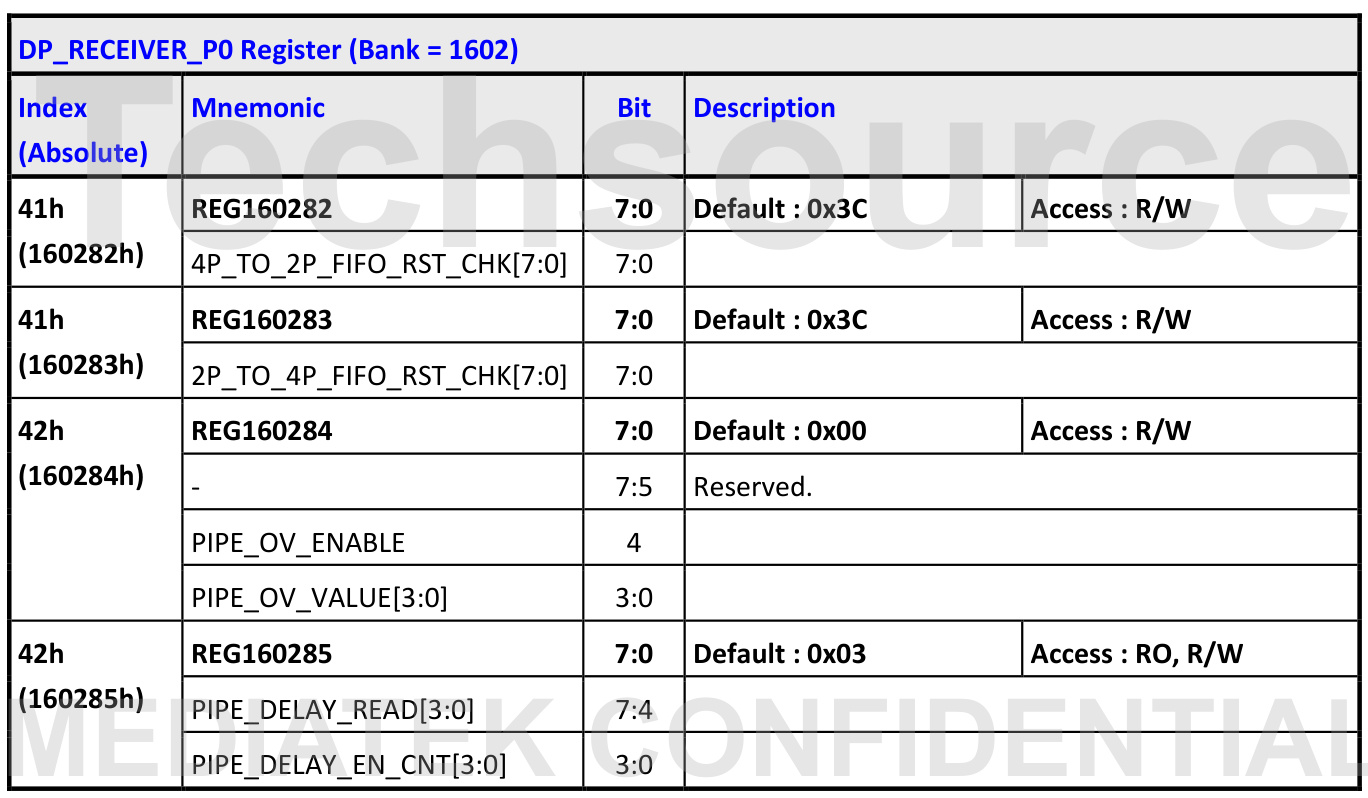 DP_RECEIVER_P0 Register (Bank = 1602)
Index (Absolute) Mnemonic Bit Description
41h (160282h) REG160282 7:0 Default : 0x3C Access : R/W
4P_TO_2P_FIFO_RST_CHK[7:0] 7:0
41h (160283h) REG160283 7:0 Default : 0x3C Access : R/W
2P_TO_4P_FIFO_RST_CHK[7:0] 7:0
42h (160284h) REG160284 7:0 Default : 0x00 Access : R/W
- 7:5 Reserved.
PIPE_OV_ENABLE 4
PIPE_OV_VALUE[3:0] 3:0
42h (160285h) REG160285 7:0 Default : 0x03 Access : RO, R/W
PIPE_DELAY_READ[3:0] 7:4
PIPE_DELAY_EN_CNT[3:0] 3:0
Techsource
MEDIATEK CONFIDENTIAL